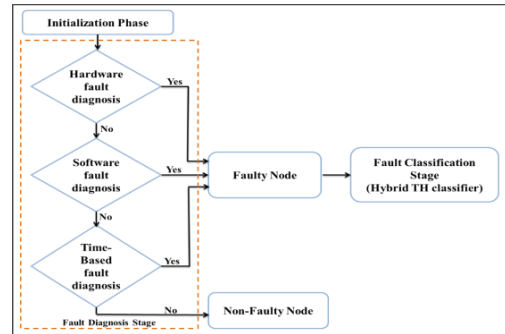 Initialization Phase
Hardware
fault
diagnosis
Yes
No
Software
fault
diagnosis
Yes
Faulty Node
Fault Classification
Stage
(Hybrid TH classifier)
No
Time-
Based
fault
diagnosis
Yes
No
Non-Faulty Node
Fault Diagnosis Stage